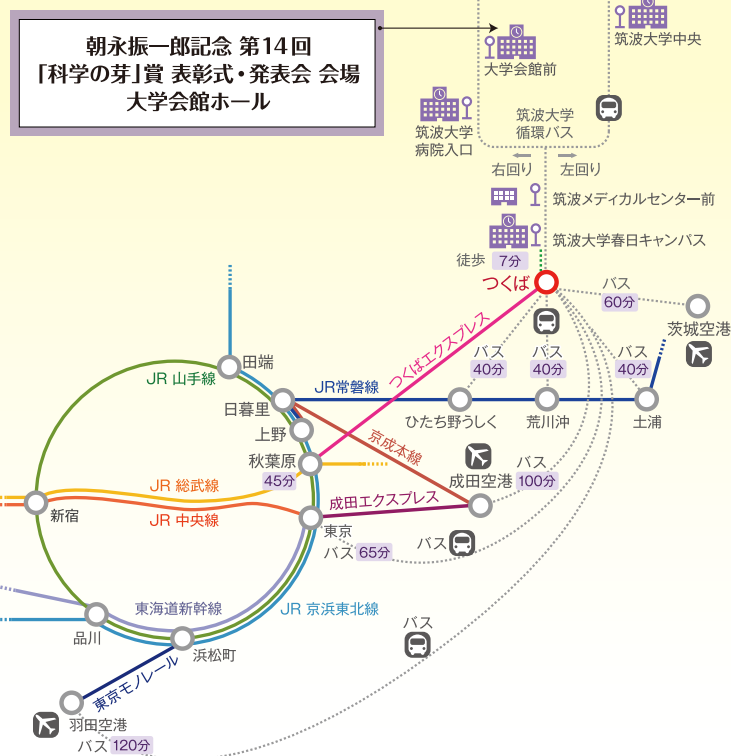 朝永振一郎記念 第14回
「科学の芽」賞 表彰式・発表会 会場
大学会館ホール
大学会館前
筑波大学中央
筑波大学
病院入口
筑波大学
循環バス
右回り
左回り
筑波メディカルセンター前
筑波大学春日キャンパス
徒歩 7分
つくば
バス
60分
茨城空港
つくばエクスプレス
バス
40分
バス
40分
バス
40分
田端
JR 山手線
日暮里
JR常磐線
ひたち野うしく
荒川沖
土浦
上野
京成本線
秋葉原
45分
成田空港
バス
100分
JR 総武線
成田エクスプレス
新宿
JR 中央線
東京
バス 65分
バス
東海道新幹線
JR 京浜東北線
バス
品川
浜松町
東京モノレール
羽田空港
バス 120分